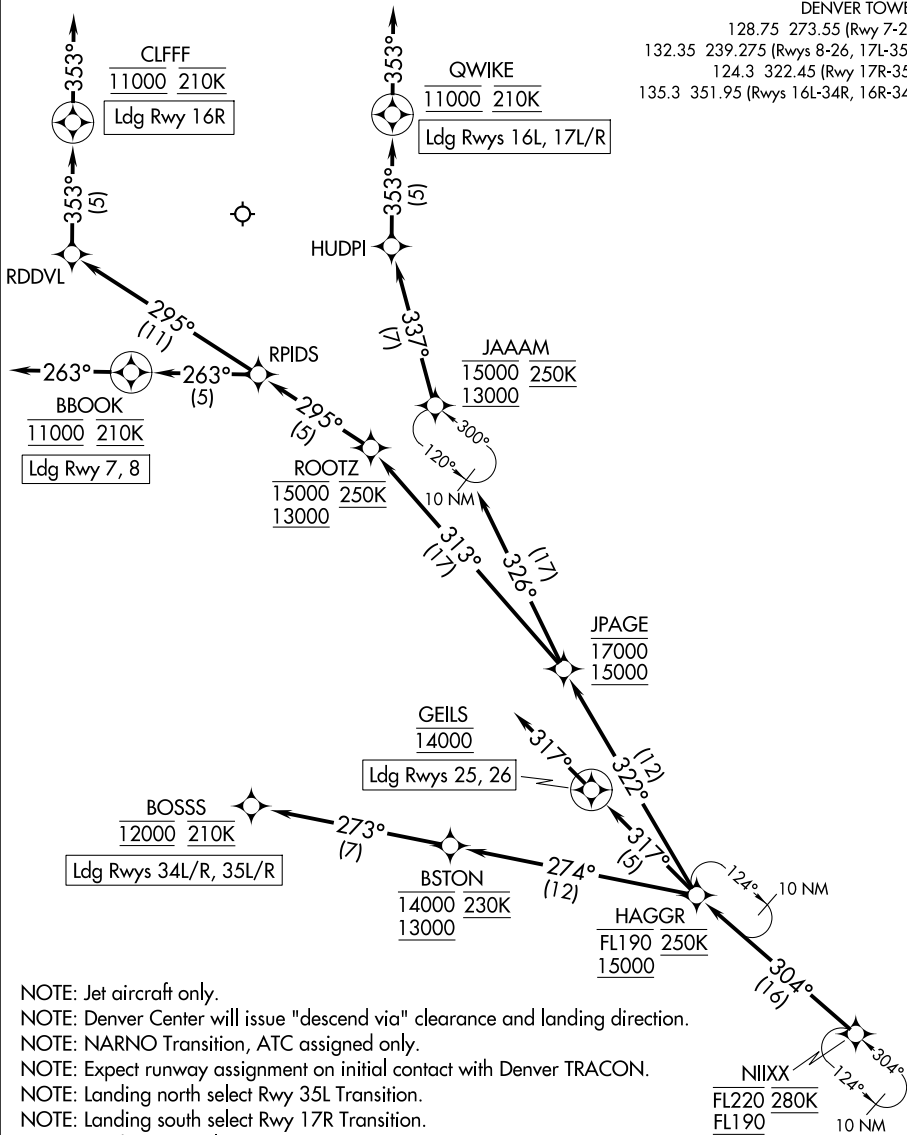 DENVER TOWE
128.75 273.55 (Rwy 7-2
132.35 239.275 (Rwys 8-26, 17L-35
124.3 322.45 (Rwy 17R-35
135.3 351.95 (Rwys 16L-34R, 16R-34
353°
CLFFF
11000 210K
Ldg Rwy 16R
353°
(5)
RDDVL
353°
QWIKE
11000 210K
Ldg Rwys 16L, 17L/R
353°
(5)
HUDPI
295°
(11)
RPIDS
337°
(7)
JAAAM
15000 250K
13000
300°
120°
10 NM
263°
263°
(5)
BBOOK
11000 210K
Ldg Rwy 7, 8
295°
(5)
ROOTZ
15000 250K
13000
313°
(17)
326°
(17)
JPAGE
17000
15000
GEILS
14000
Ldg Rwys 25, 26
317°
317°
(5)
322°
(12)
BOSSS
12000 210K
Ldg Rwys 34L/R, 35L/R
273°
(7)
BSTON
14000 230K
13000
274°
(12)
HAGGR
FL190 250K
15000
124°
10 NM
304°
(16)
NIIXX
FL220 280K
FL190
304°
124°
10 NM
NOTE: Jet aircraft only.
NOTE: Denver Center will issue "descend via" clearance and landing direction.
NOTE: NARNO Transition, ATC assigned only.
NOTE: Expect runway assignment on initial contact with Denver TRACON.
NOTE: Landing north select Rwy 35L Transition.
NOTE: Landing south select Rwy 17R Transition.